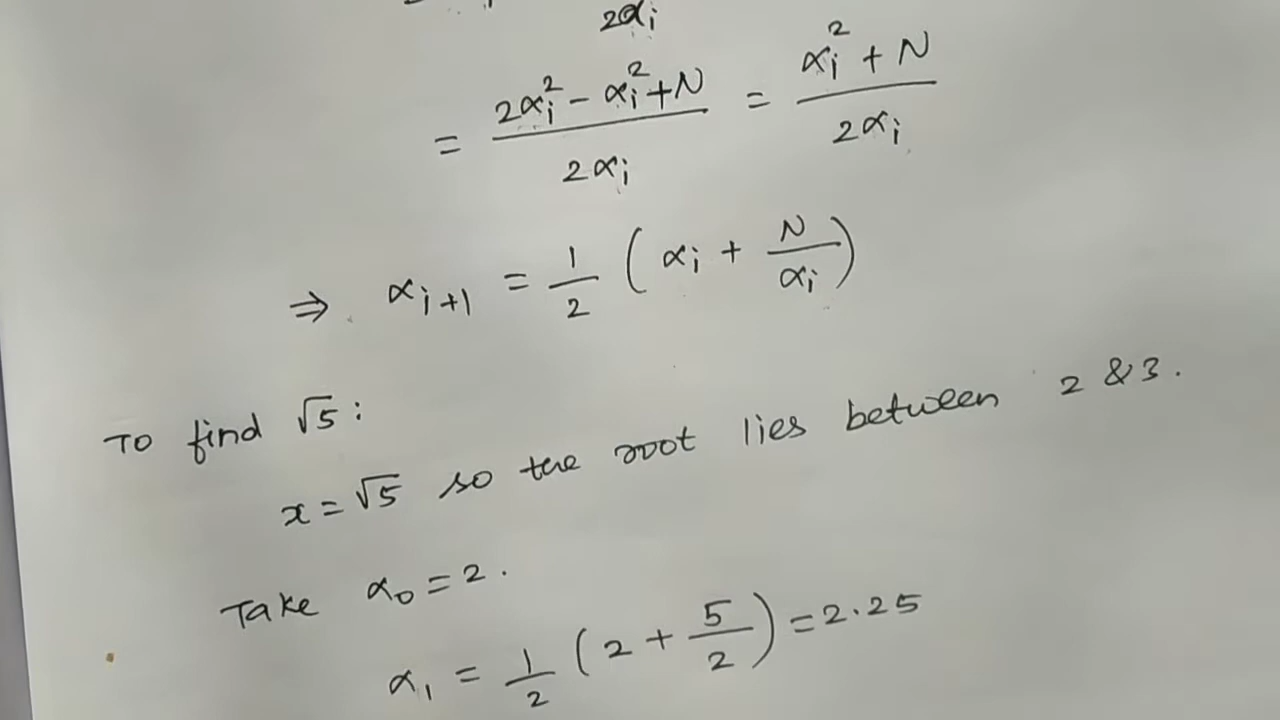 2αᵢ
= (2αᵢ² - αᵢ² + N) / 2αᵢ = (αᵢ² + N) / 2αᵢ
⇒ αᵢ₊₁ = 1/2 ( αᵢ + N/αᵢ )
To find √5 :
x = √5 so the root lies between 2 & 3 .
Take α₀ = 2 .
α₁ = 1/2 ( 2 + 5/2 ) = 2.25